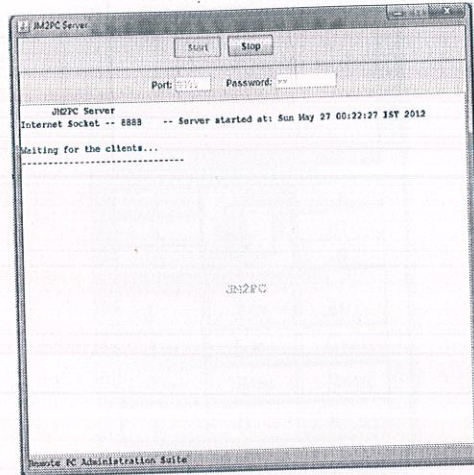 JM2PC Server
Start Stop
Port: Password: **
JM2PC Server
Internet Socket -- 8888 -- Server started at: Sun May 27 00:22:27 IST 2012
Waiting for the clients...
------------------------------
JM2PC
Remote PC Administration Suite